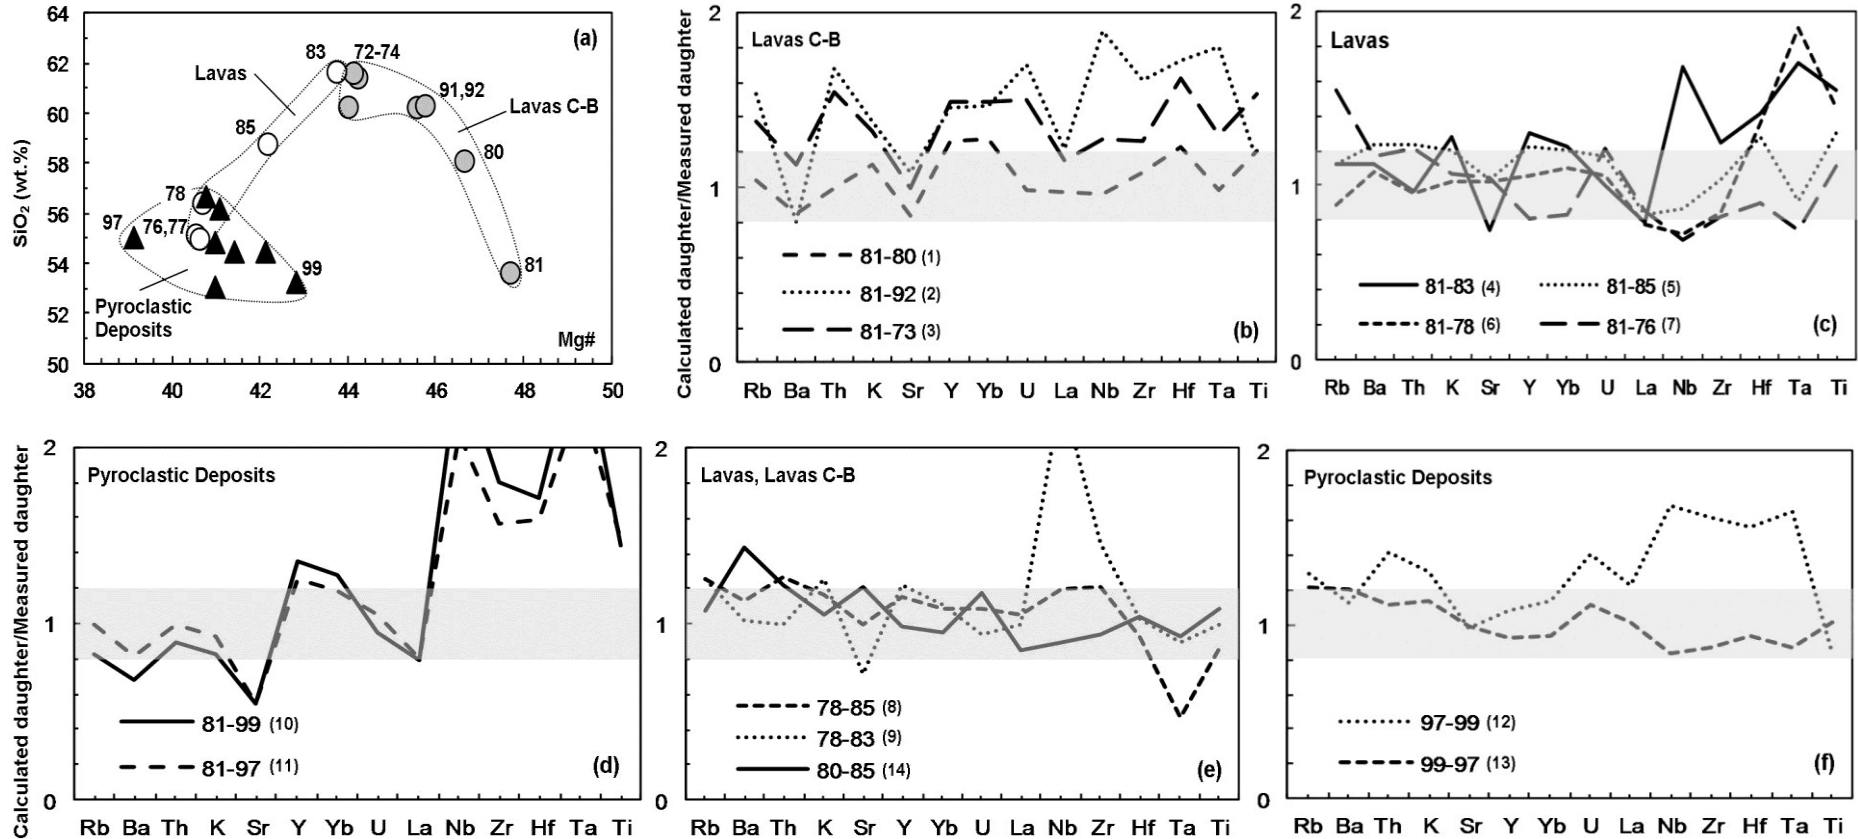 64
62
60
58
56
54
52
50
SiO2 (wt.%)
(a)
83
72-74
Lavas
91,92
Lavas C-B
85
80
78
97
76,77
81
99
Pyroclastic
Deposits
Mg#
38 40 42 44 46 48 50
Calculated daughter/Measured daughter
2
1
0
Lavas C-B
81-80 (1)
81-92 (2)
81-73 (3)
(b)
Rb Ba Th K Sr Y Yb U La Nb Zr Hf Ta Ti
2
1
0
Lavas
81-83 (4)
81-85 (5)
81-78 (6)
81-76 (7)
(c)
Rb Ba Th K Sr Y Yb U La Nb Zr Hf Ta Ti
Calculated daughter/Measured daughter
2
1
0
Pyroclastic Deposits
81-99 (10)
81-97 (11)
(d)
Rb Ba Th K Sr Y Yb U La Nb Zr Hf Ta Ti
2
1
0
Lavas, Lavas C-B
78-85 (8)
78-83 (9)
80-85 (14)
(e)
Rb Ba Th K Sr Y Yb U La Nb Zr Hf Ta Ti
2
1
0
Pyroclastic Deposits
97-99 (12)
99-97 (13)
(f)
Rb Ba Th K Sr Y Yb U La Nb Zr Hf Ta Ti